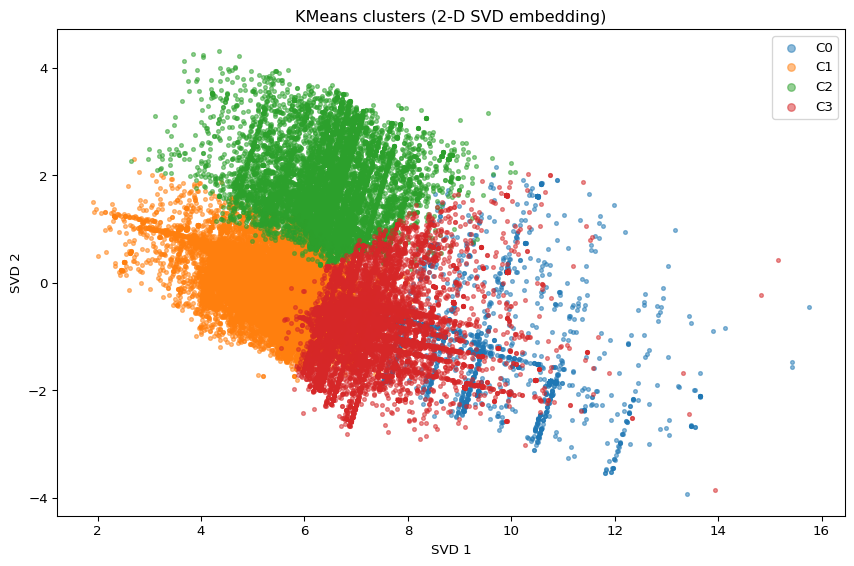 KMeans clusters (2-D SVD embedding)
C0
C1
C2
C3
4
2
0
−2
−4
SVD 2
2
4
6
8
10
12
14
16
SVD 1